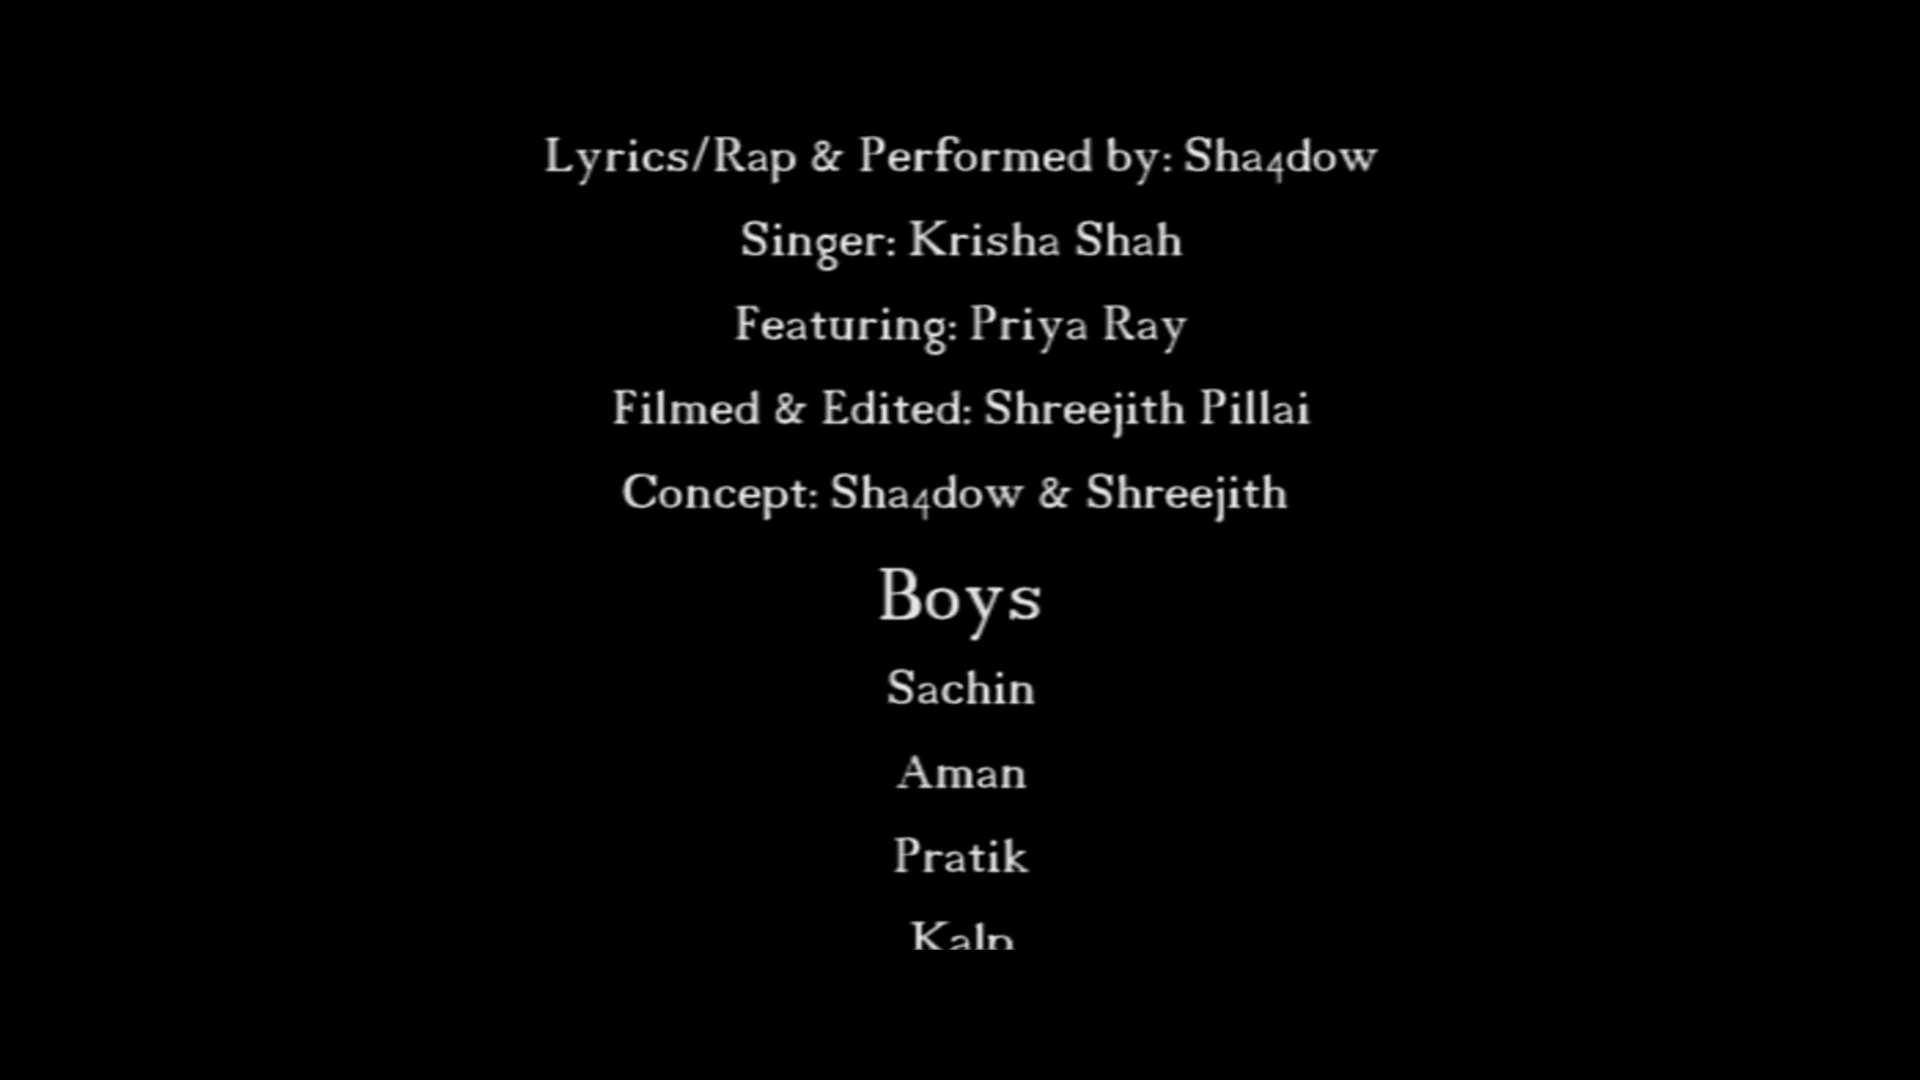 Lyrics/Rap & Performed by: Sha4dow
Singer: Krisha Shah
Featuring: Priya Ray
Filmed & Edited: Shreejith Pillai
Concept: Sha4dow & Shreejith
Boys
Sachin
Aman
Pratik
Kalp